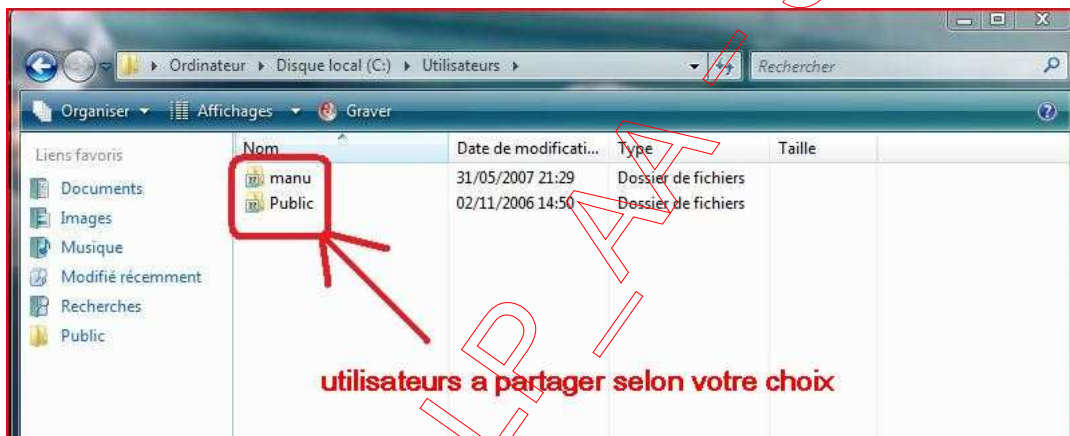 Ordinateur Disque local (C:) Utilisateurs Rechercher
Organiser Affichages Graver
Liens favoris
Documents
Images
Musique
Modifié récemment
Recherches
Public
Nom Date de modificati... Type Taille
manu 31/05/2007 21:29 Dossier de fichiers
Public 02/11/2006 14:50 Dossier de fichiers
utilisateurs a partager selon votre choix